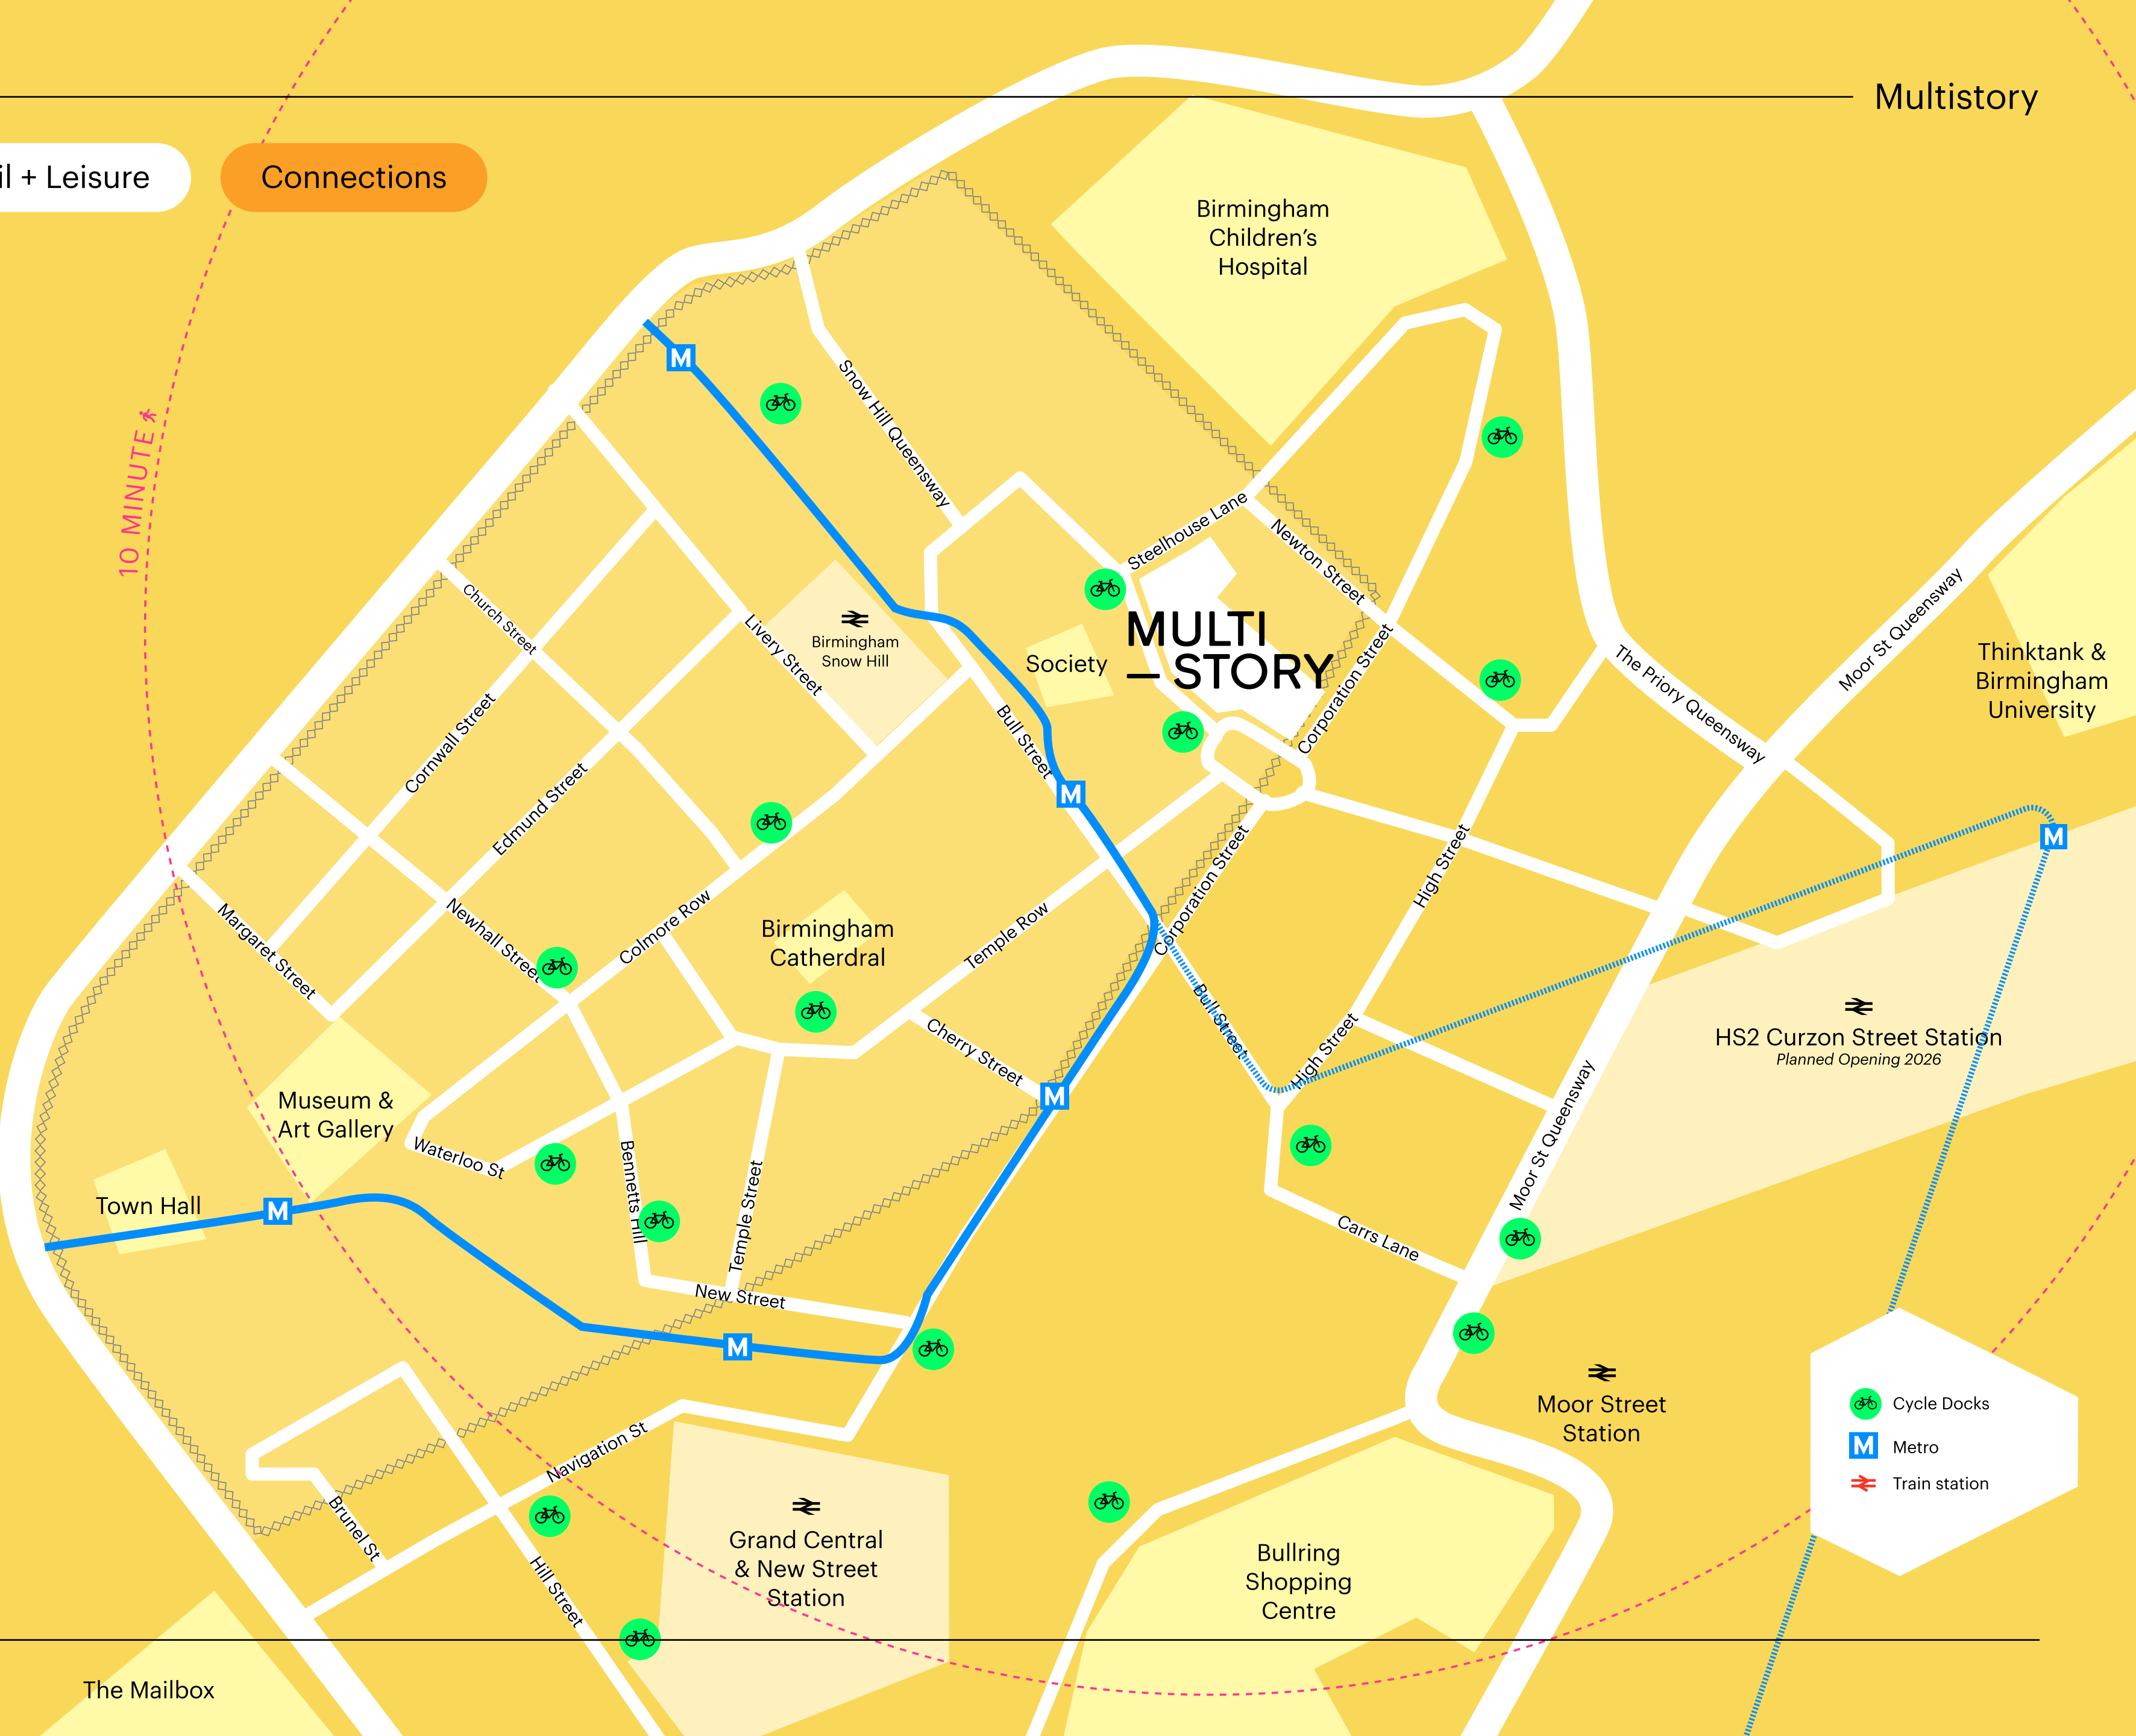 Multistory
il + Leisure
Connections
10 MINUTE
Birmingham
Children’s
Hospital
Snow Hill Queensway
Steelhouse Lane
Newton Street
Church Street
Livery Street
Birmingham
Snow Hill
Society
MULTI
— STORY
Corporation Street
The Priory Queensway
Moor St Queensway
Thinktank &
Birmingham
University
Cornwall Street
Edmund Street
Bull Street
M
M
M
High Street
Corporation Street
Margaret Street
Newhall Street
Colmore Row
Birmingham
Catherdral
Temple Row
Cherry Street
Bull Street
High Street
HS2 Curzon Street Station
Planned Opening 2026
Moor St Queensway
Museum &
Art Gallery
Waterloo St
Bennetts Hill
Temple Street
M
Town Hall
M
New Street
M
Carrs Lane
Moor Street
Station
Navigation St
Brunel St
Hill Street
Grand Central
& New Street
Station
Bullring
Shopping
Centre
The Mailbox
Cycle Docks
M Metro
Train station